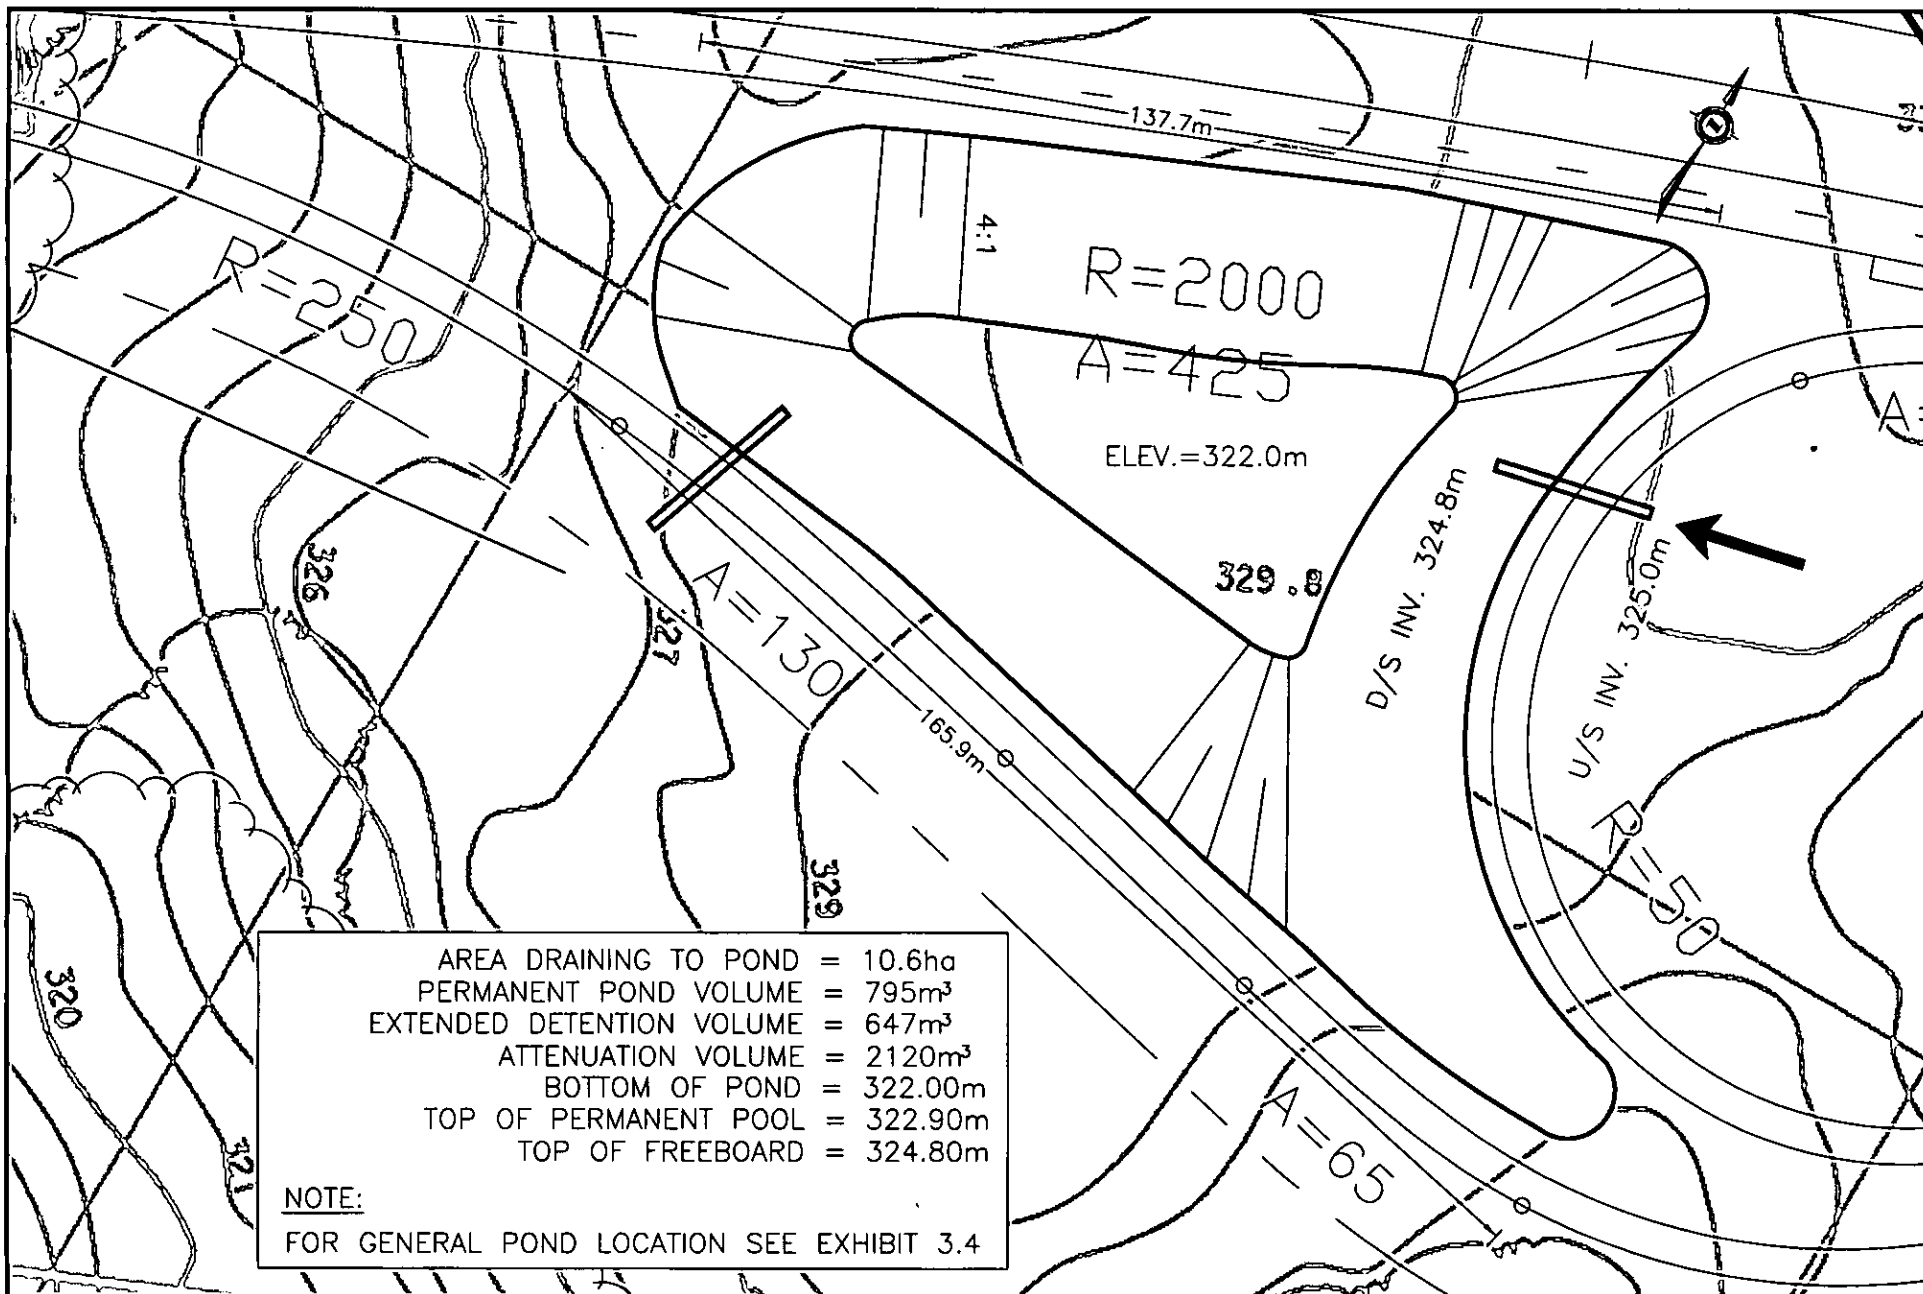 137.7m
4:1
R=250
R=2000
A=425
ELEV.=322.0m
D/S INV. 324.8m
U/S INV. 325.0m
329.8
326
327
A=130
165.9m
329
R=50
320
321
A=65
AREA DRAINING TO POND = 10.6ha
PERMANENT POND VOLUME = 795m³
EXTENDED DETENTION VOLUME = 647m³
ATTENUATION VOLUME = 2120m³
BOTTOM OF POND = 322.00m
TOP OF PERMANENT POOL = 322.90m
TOP OF FREEBOARD = 324.80m
NOTE:
FOR GENERAL POND LOCATION SEE EXHIBIT 3.4